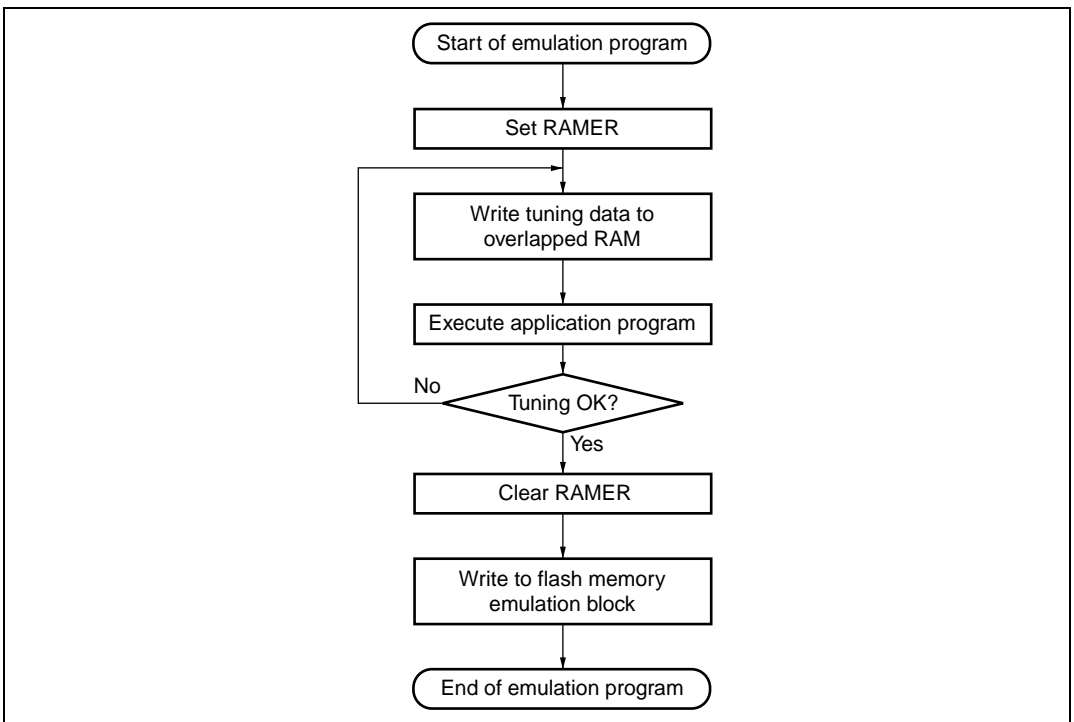 Start of emulation program
Set RAMER
Write tuning data to
overlapped RAM
Execute application program
No
Tuning OK?
Yes
Clear RAMER
Write to flash memory
emulation block
End of emulation program